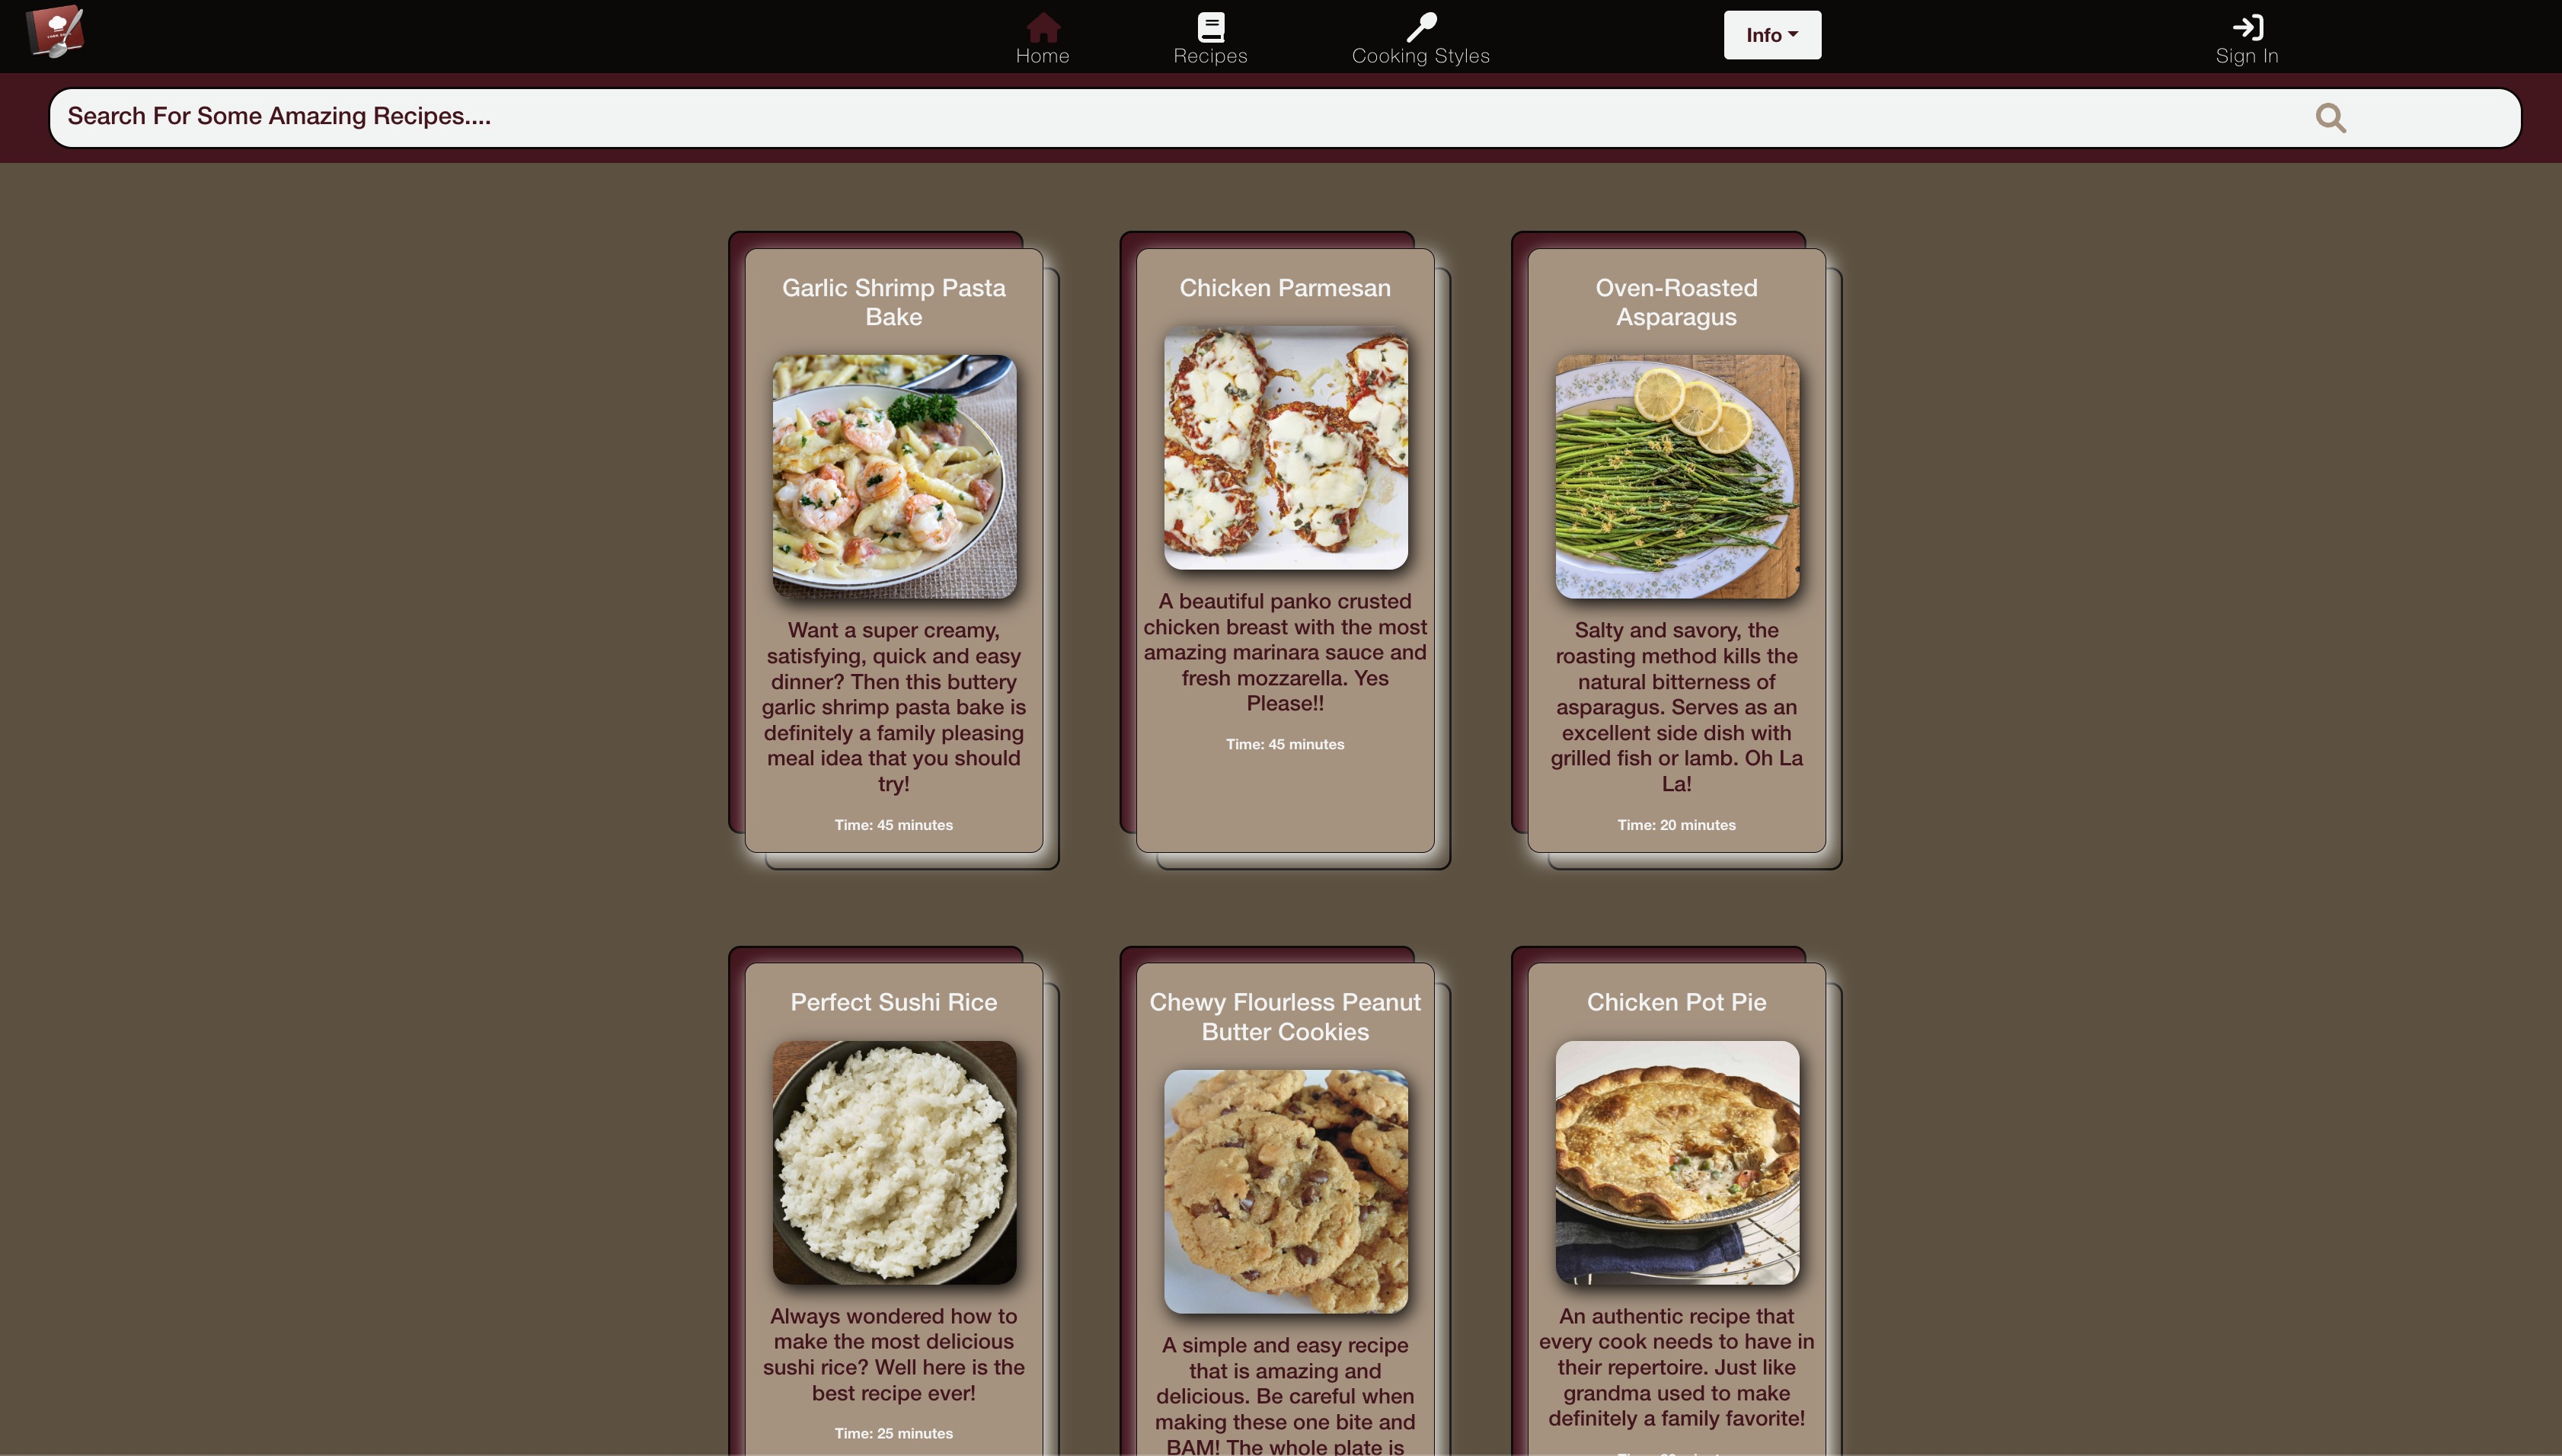 Home
Recipes
Cooking Styles
Info
Sign In
Search For Some Amazing Recipes....
Garlic Shrimp Pasta
Bake
Want a super creamy,
satisfying, quick and easy
dinner? Then this buttery
garlic shrimp pasta bake is
definitely a family pleasing
meal idea that you should
try!
Time: 45 minutes
Chicken Parmesan
A beautiful panko crusted
chicken breast with the most
amazing marinara sauce and
fresh mozzarella. Yes
Please!!
Time: 45 minutes
Oven-Roasted
Asparagus
Salty and savory, the
roasting method kills the
natural bitterness of
asparagus. Serves as an
excellent side dish with
grilled fish or lamb. Oh La
La!
Time: 20 minutes
Perfect Sushi Rice
Always wondered how to
make the most delicious
sushi rice? Well here is the
best recipe ever!
Time: 25 minutes
Chewy Flourless Peanut
Butter Cookies
A simple and easy recipe
that is amazing and
delicious. Be careful when
making these one bite and
BAM! The whole plate is
Chicken Pot Pie
An authentic recipe that
every cook needs to have in
their repertoire. Just like
grandma used to make
definitely a family favorite!